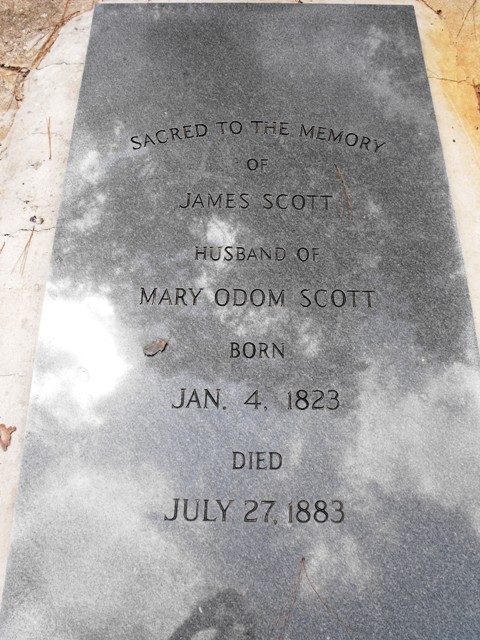 SACRED TO THE MEMORY
OF
JAMES SCOTT
HUSBAND OF
MARY ODOM SCOTT
BORN
JAN. 4, 1823
DIED
JULY 27, 1883